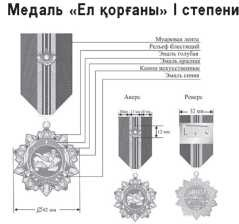 Медаль «Ел қорғаны» I степени
Муаровая лента
Рельеф блестящий
Эмаль голубая
Эмаль красная
Камни искусственные
Эмаль синяя
Аверс
Реверс
32 мм
12 мм
Ø42 мм